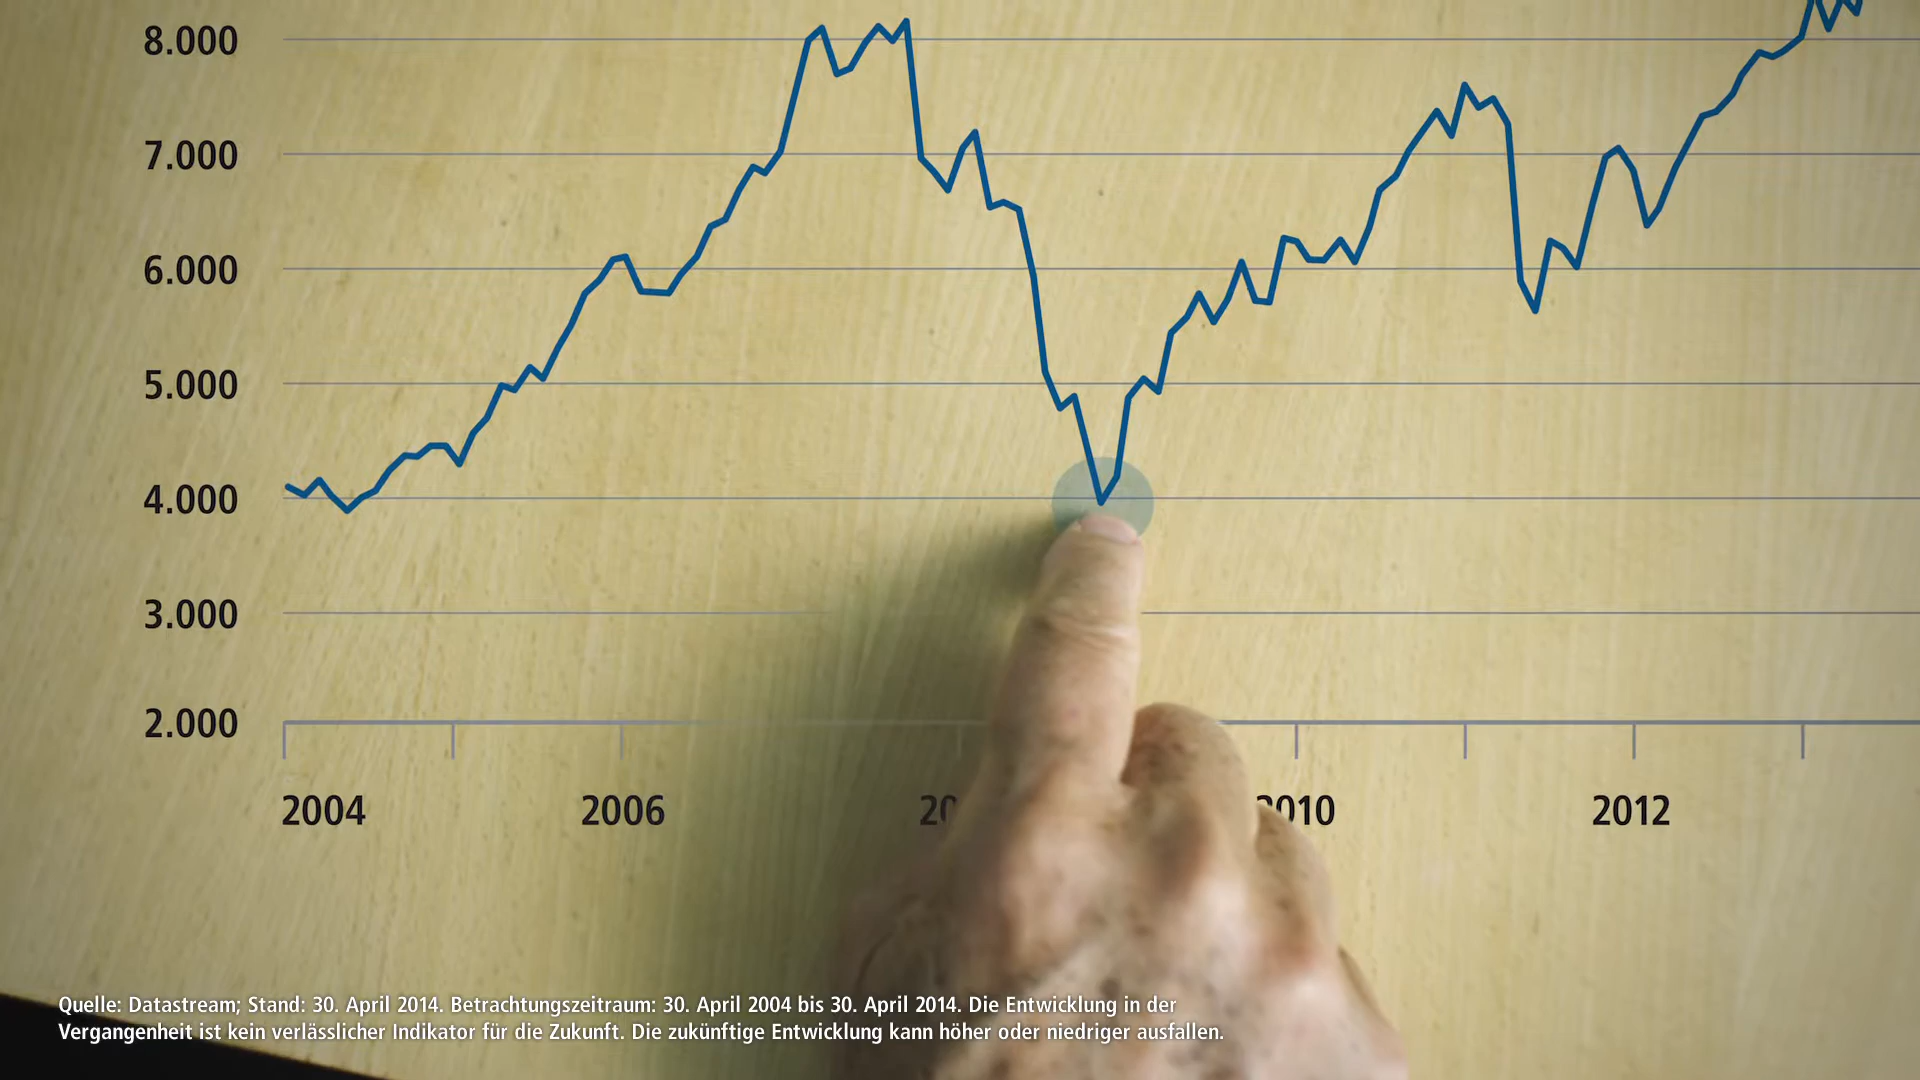 8.000
7.000
6.000
5.000
4.000
3.000
2.000
2004 2006 2012
Quelle: Datastream; Stand: 30. April 2014. Betrachtungszeitraum: 30. April 2004 bis 30. April 2014. Die Entwicklung in der
Vergangenheit ist kein verlässlicher Indikator für die Zukunft. Die zukünftige Entwicklung kann höher oder niedriger ausfallen.